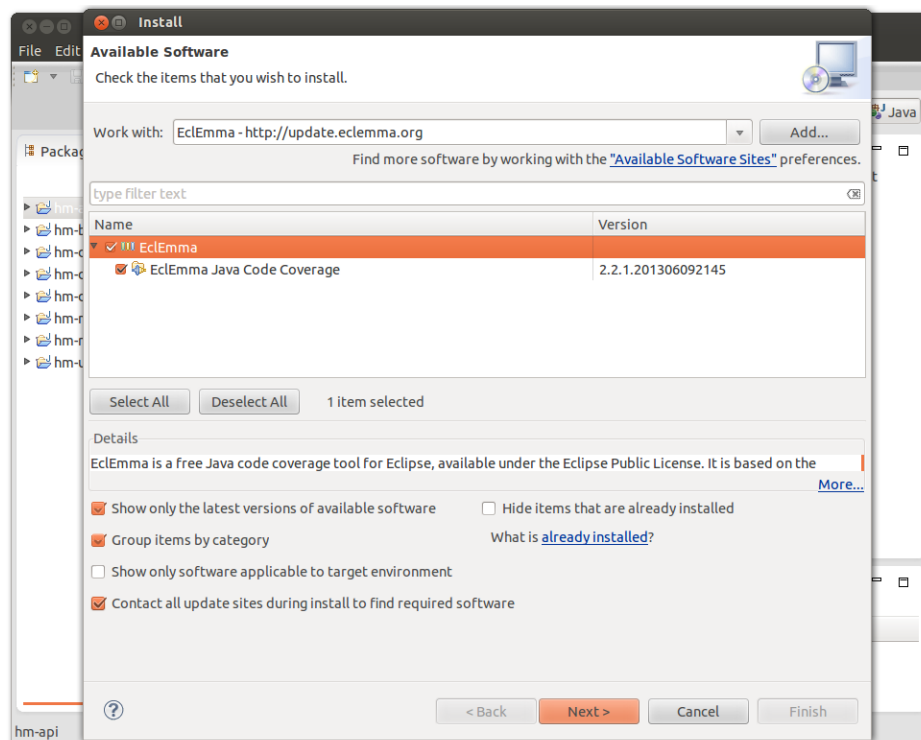 Install
File Edit
Available Software
Check the items that you wish to install.
Java
Work with: EclEmma - http://update.eclemma.org Add...
Find more software by working with the "Available Software Sites" preferences.
type filter text
Name Version
EclEmma
EclEmma Java Code Coverage 2.2.1.201306092145
Select All Deselect All 1 item selected
Details
EclEmma is a free Java code coverage tool for Eclipse, available under the Eclipse Public License. It is based on the
More...
Show only the latest versions of available software Hide items that are already installed
Group items by category What is already installed?
Show only software applicable to target environment
Contact all update sites during install to find required software
< Back Next > Cancel Finish
hm-api